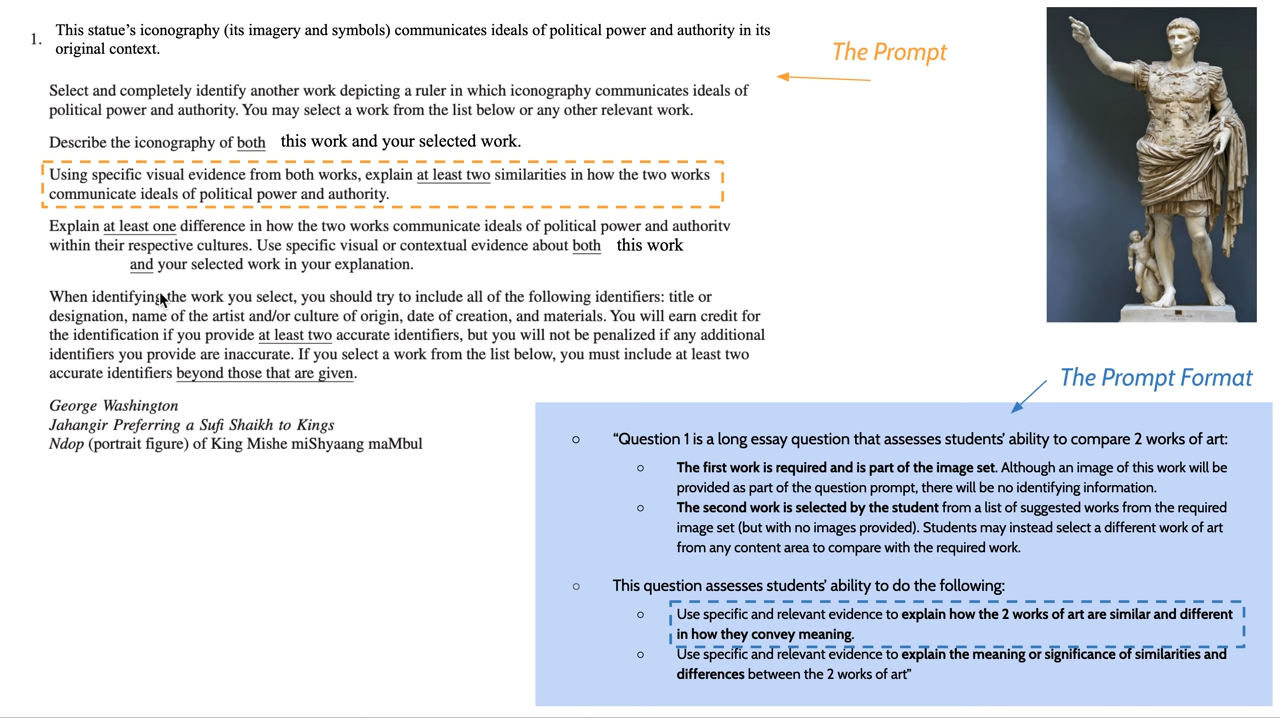 1. This statue's iconography (its imagery and symbols) communicates ideals of political power and authority in its
original context.
The Prompt
Select and completely identify another work depicting a ruler in which iconography communicates ideals of
political power and authority. You may select a work from the list below or any other relevant work.
Describe the iconography of both this work and your selected work.
Using specific visual evidence from both works, explain at least two similarities in how the two works
communicate ideals of political power and authority.
Explain at least one difference in how the two works communicate ideals of political power and authority
within their respective cultures. Use specific visual or contextual evidence about both this work
and your selected work in your explanation.
When identifying the work you select, you should try to include all of the following identifiers: title or
designation, name of the artist and/or culture of origin, date of creation, and materials. You will earn credit for
the identification if you provide at least two accurate identifiers, but you will not be penalized if any additional
identifiers you provide are inaccurate. If you select a work from the list below, you must include at least two
accurate identifiers beyond those that are given.
George Washington
Jahangir Preferring a Sufi Shaikh to Kings
Ndop (portrait figure) of King Mishe miShyaang maMbul
The Prompt Format
○ "Question 1 is a long essay question that assesses students' ability to compare 2 works of art:
○ The first work is required and is part of the image set. Although an image of this work will be
provided as part of the question prompt, there will be no identifying information.
○ The second work is selected by the student from a list of suggested works from the required
image set (but with no images provided). Students may instead select a different work of art
from any content area to compare with the required work.
○ This question assesses students' ability to do the following:
○ Use specific and relevant evidence to explain how the 2 works of art are similar and different
in how they convey meaning.
○ Use specific and relevant evidence to explain the meaning or significance of similarities and
differences between the 2 works of art"